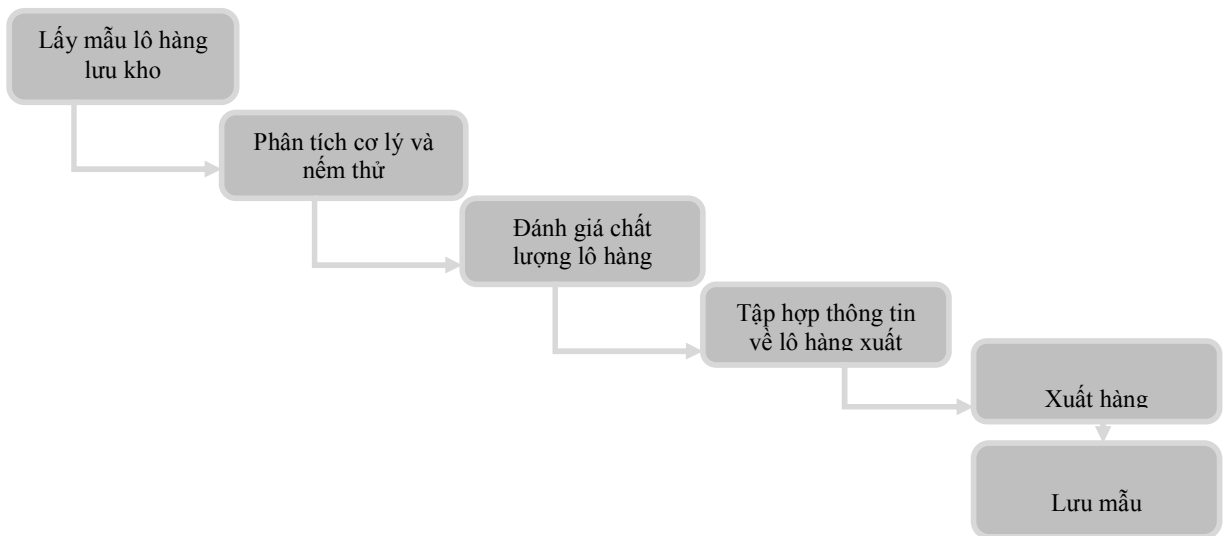 Lấy mẫu lô hàng
lưu kho
Phân tích cơ lý và
nếm thử
Đánh giá chất
lượng lô hàng
Tập hợp thông tin
về lô hàng xuất
Xuất hàng
Lưu mẫu